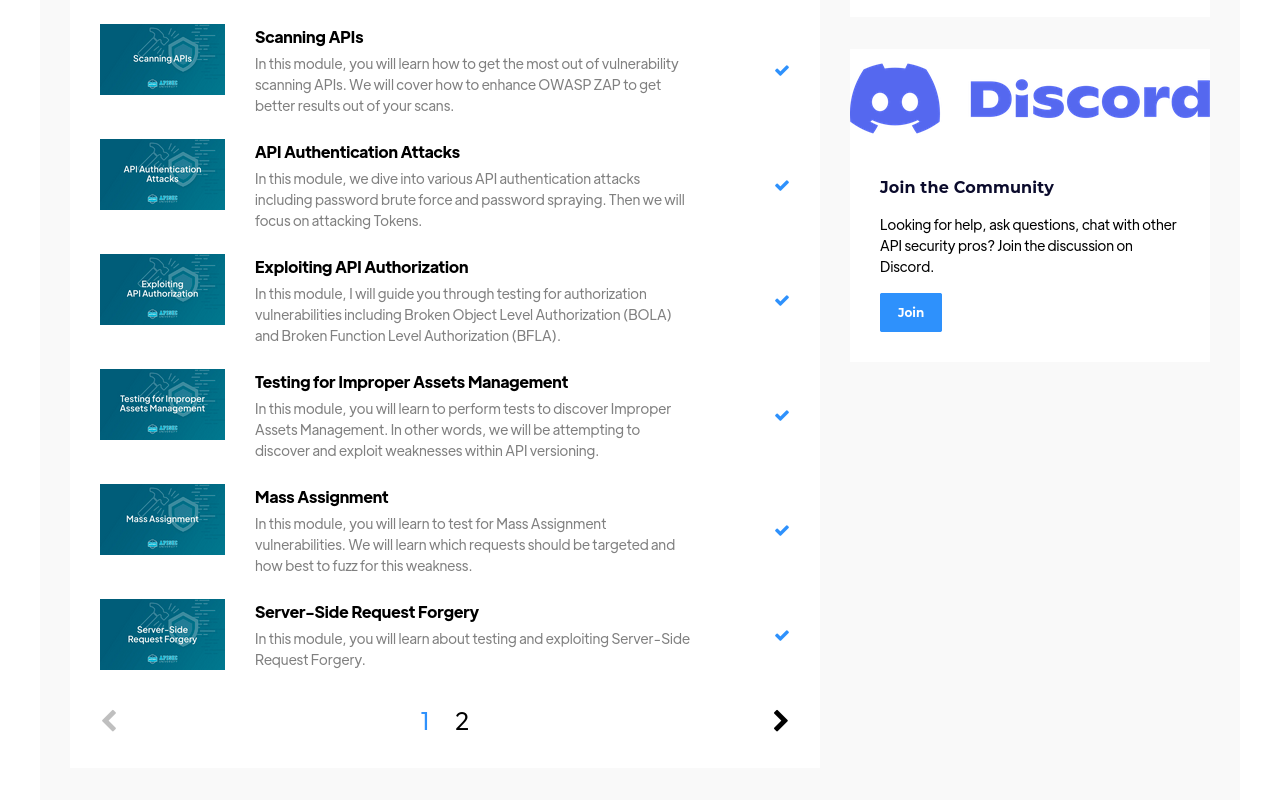 Scanning APIs
Scanning APIs
In this module, you will learn how to get the most out of vulnerability
scanning APIs. We will cover how to enhance OWASP ZAP to get
better results out of your scans.
API Authentication
Attacks
API Authentication Attacks
In this module, we dive into various API authentication attacks
including password brute force and password spraying. Then we will
focus on attacking Tokens.
Exploiting
API Authorization
Exploiting API Authorization
In this module, I will guide you through testing for authorization
vulnerabilities including Broken Object Level Authorization (BOLA)
and Broken Function Level Authorization (BFLA).
Testing for Improper
Assets Management
Testing for Improper Assets Management
In this module, you will learn to perform tests to discover Improper
Assets Management. In other words, we will be attempting to
discover and exploit weaknesses within API versioning.
Mass Assignment
Mass Assignment
In this module, you will learn to test for Mass Assignment
vulnerabilities. We will learn which requests should be targeted and
how best to fuzz for this weakness.
Server-Side
Request Forgery
Server-Side Request Forgery
In this module, you will learn about testing and exploiting Server-Side
Request Forgery.
1 2
Discord
Join the Community
Looking for help, ask questions, chat with other
API security pros? Join the discussion on
Discord.
Join